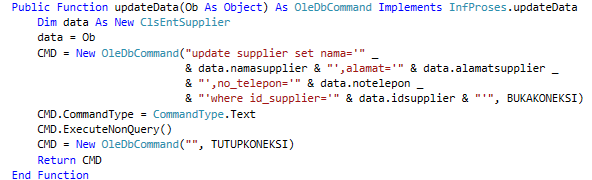 Public Function updateData(Ob As Object) As OleDbCommand Implements InfProses.updateData
Dim data As New ClsEntSupplier
data = Ob
CMD = New OleDbCommand("update supplier set nama='" _
& data.namasupplier & "',alamat='" & data.alamatsupplier _
& "',no_telepon='" & data.notelepon _
& "'where id_supplier='" & data.idsupplier & "'", BUKAKONEKSI)
CMD.CommandType = CommandType.Text
CMD.ExecuteNonQuery()
CMD = New OleDbCommand("", TUTUPKONEKSI)
Return CMD
End Function